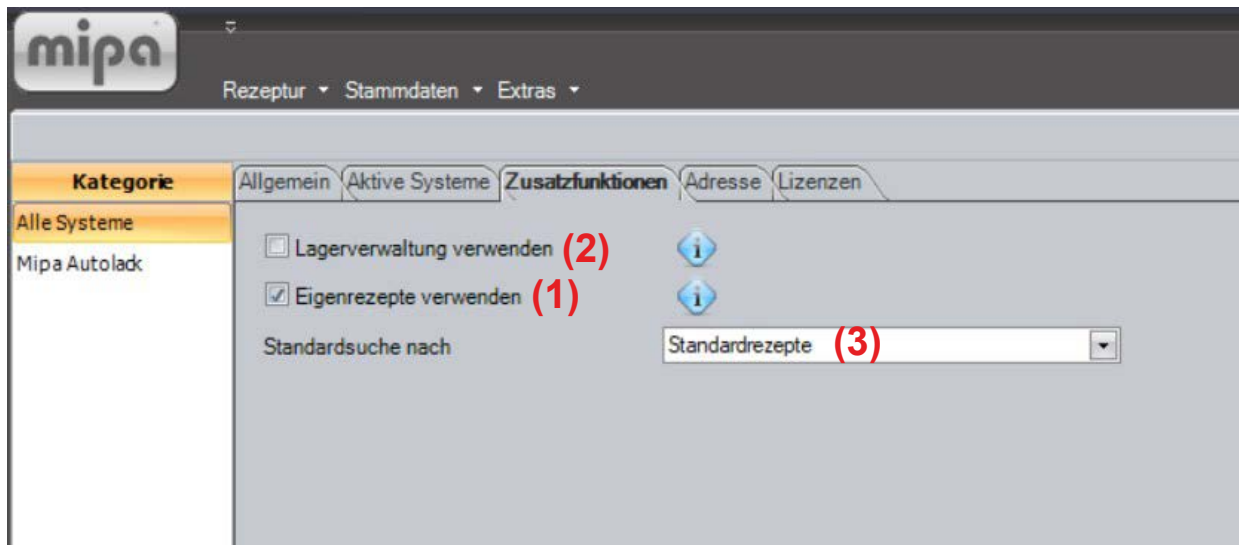 mipa
Rezeptur Stammdaten Extras
Kategorie
Alle Systeme
Mipa Autolack
Allgemein Aktive Systeme Zusatzfunktionen Adresse Lizenzen
Lagerverwaltung verwenden (2)
Eigenrezepte verwenden (1)
Standardsuche nach Standardrezepte (3)